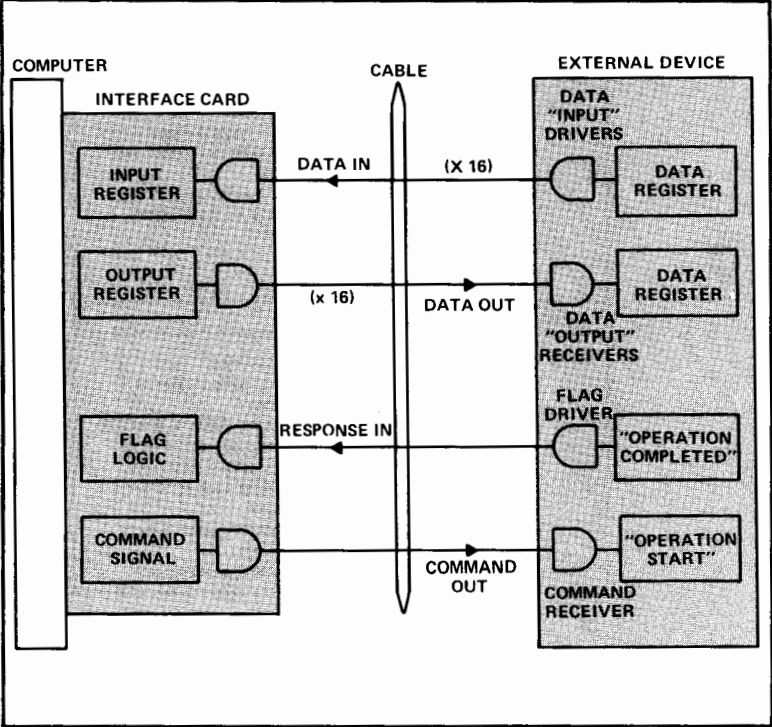 COMPUTER
INTERFACE CARD
CABLE
EXTERNAL DEVICE
DATA
"INPUT"
DRIVERS
INPUT
REGISTER
DATA IN
(X 16)
DATA
REGISTER
OUTPUT
REGISTER
(x 16)
DATA OUT
DATA
REGISTER
DATA
"OUTPUT"
RECEIVERS
FLAG
DRIVER
FLAG
LOGIC
RESPONSE IN
"OPERATION
COMPLETED"
COMMAND
SIGNAL
COMMAND
OUT
"OPERATION
START"
COMMAND
RECEIVER